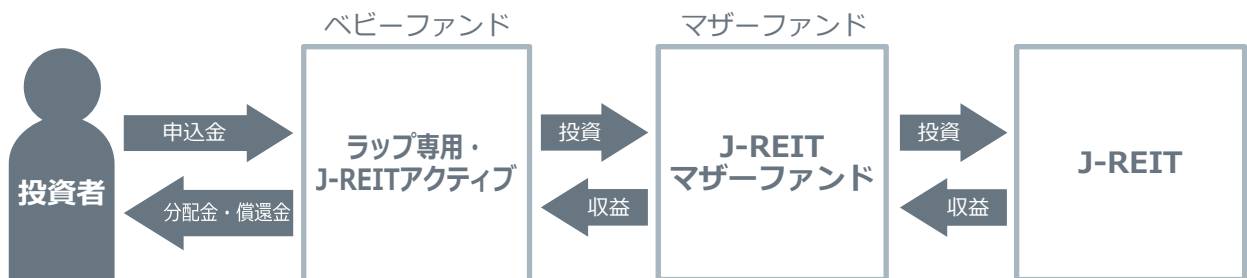 ベビーファンド
マザーファンド
投資者
申込金
分配金・償還金
ラップ専用・
J-REITアクティブ
投資
収益
J-REIT
マザーファンド
投資
収益
J-REIT